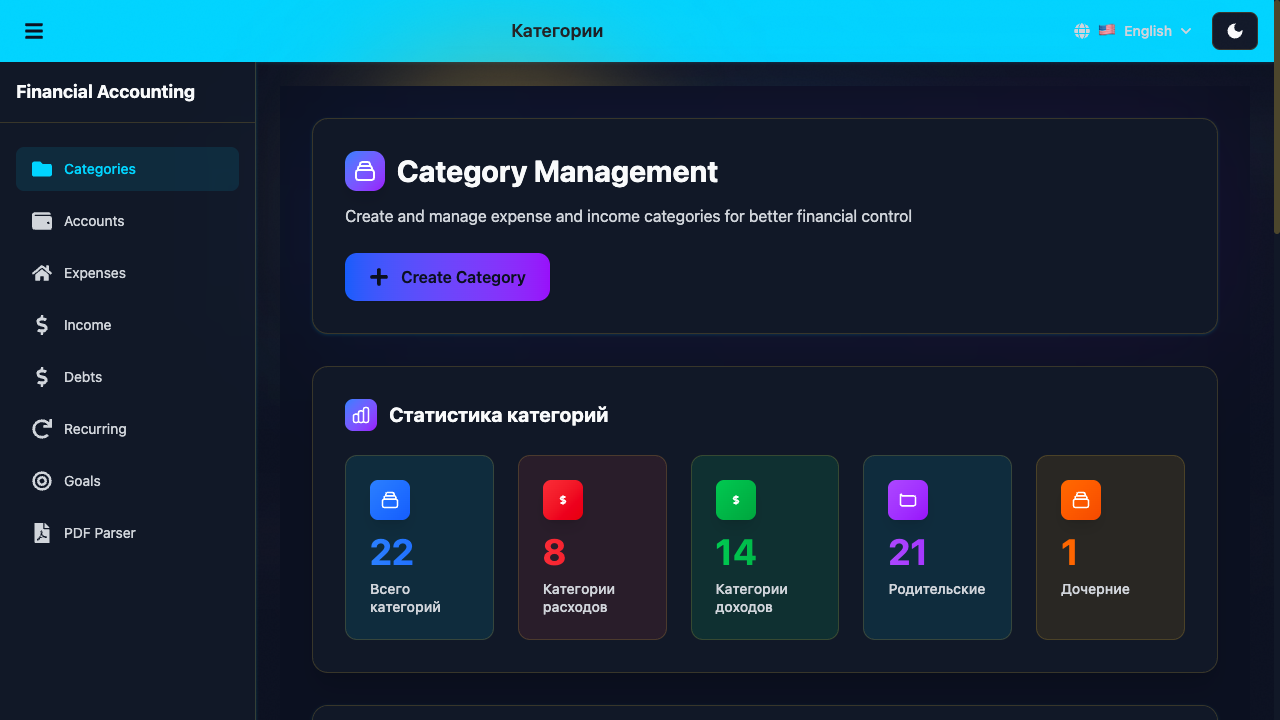 Категории
English
Financial Accounting
Categories
Accounts
Expenses
Income
Debts
Recurring
Goals
PDF Parser
Category Management
Create and manage expense and income categories for better financial control
Create Category
Статистика категорий
22
Всего
категорий
8
Категории
расходов
14
Категории
доходов
21
Родительские
1
Дочерние